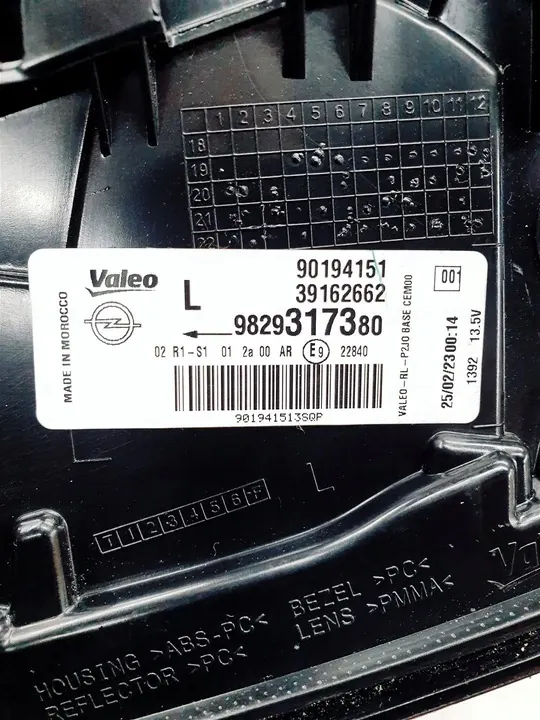 1 2 3 4 5 6 7 8 9 10 11 12
18
19
20
21
22
Valeo
MADE IN MOROCCO
L
90194151
39162662
9829317380
02 R1-S1 01 2a 00 AR E9 22840
901941513SQP
VALEO-RL-P2JO BASE CEM00
001
25/02/23 00:14
1392 13.5V
L
1 2 3 4 5 6
HOUSING >ABS-PC< BEZEL >PC<
REFLECTOR >PC< LENS >PMMA<